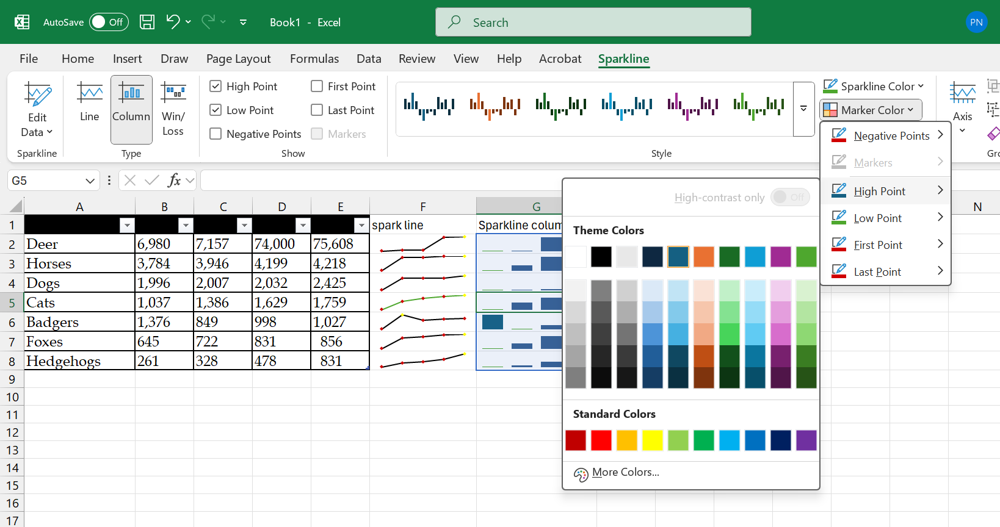 AutoSave Off Book1 - Excel Search PN
File Home Insert Draw Page Layout Formulas Data Review View Help Acrobat Sparkline
Edit Data
Line
Column
Win/
Loss
High Point First Point
Low Point Last Point
Negative Points Markers
Sparkline Color
Marker Color
Axis
Sparkline Type Show Style Gro
G5 fx
Negative Points
Markers
High Point
Low Point
First Point
Last Point
High-contrast only Off
Theme Colors
Standard Colors
More Colors...
A B C D E F G N
1 spark line Sparkline colum
2 Deer 6,980 7,157 74,000 75,608
3 Horses 3,784 3,946 4,199 4,218
4 Dogs 1,996 2,007 2,032 2,425
5 Cats 1,037 1,386 1,629 1,759
6 Badgers 1,376 849 998 1,027
7 Foxes 645 722 831 856
8 Hedgehogs 261 328 478 831
9
10
11
12
13
14
15
16
17